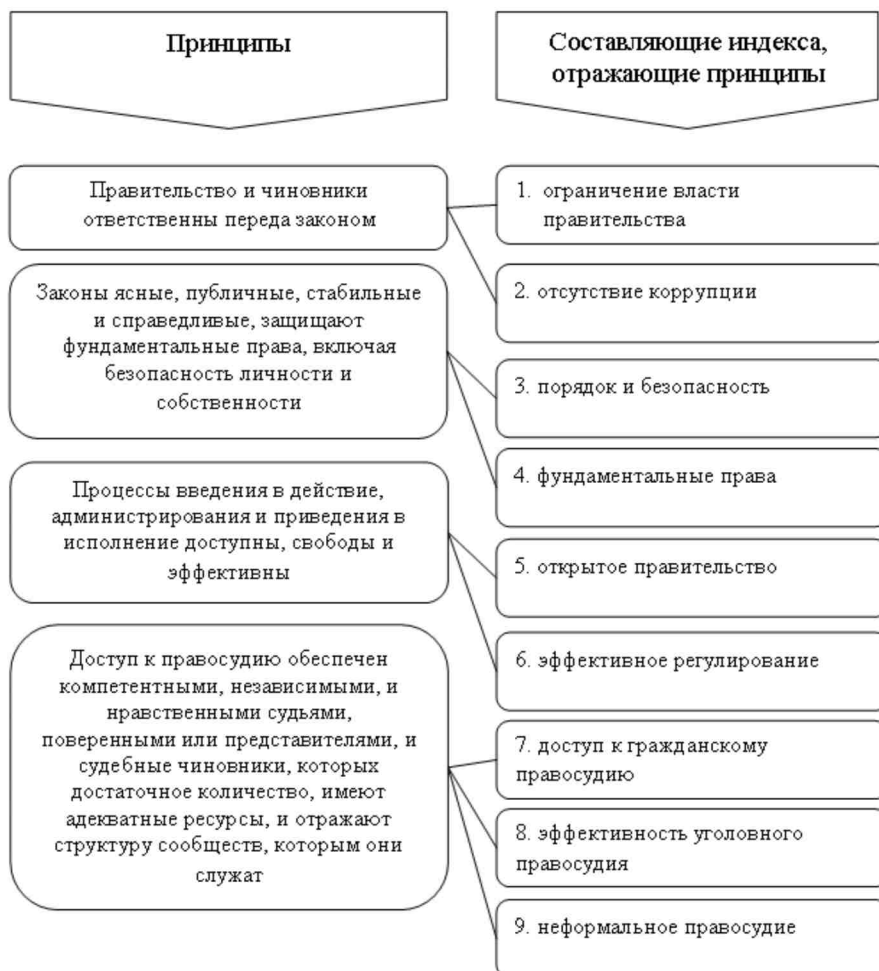 Принципы
Составляющие индекса,
отражающие принципы
Правительство и чиновники
ответственны переда законом
1. ограничение власти
правительства
2. отсутствие коррупции
Законы ясные, публичные, стабильные
и справедливые, защищают
фундаментальные права, включая
безопасность личности и
собственности
3. порядок и безопасность
4. фундаментальные права
Процессы введения в действие,
администрирования и приведения в
исполнение доступны, свободы и
эффективны
5. открытое правительство
6. эффективное регулирование
Доступ к правосудию обеспечен
компетентными, независимыми, и
нравственными судьями,
поверенными или представителями, и
судебные чиновники, которых
достаточное количество, имеют
адекватные ресурсы, и отражают
структуру сообществ, которым они
служат
7. доступ к гражданскому
правосудию
8. эффективность уголовного
правосудия
9. неформальное правосудие